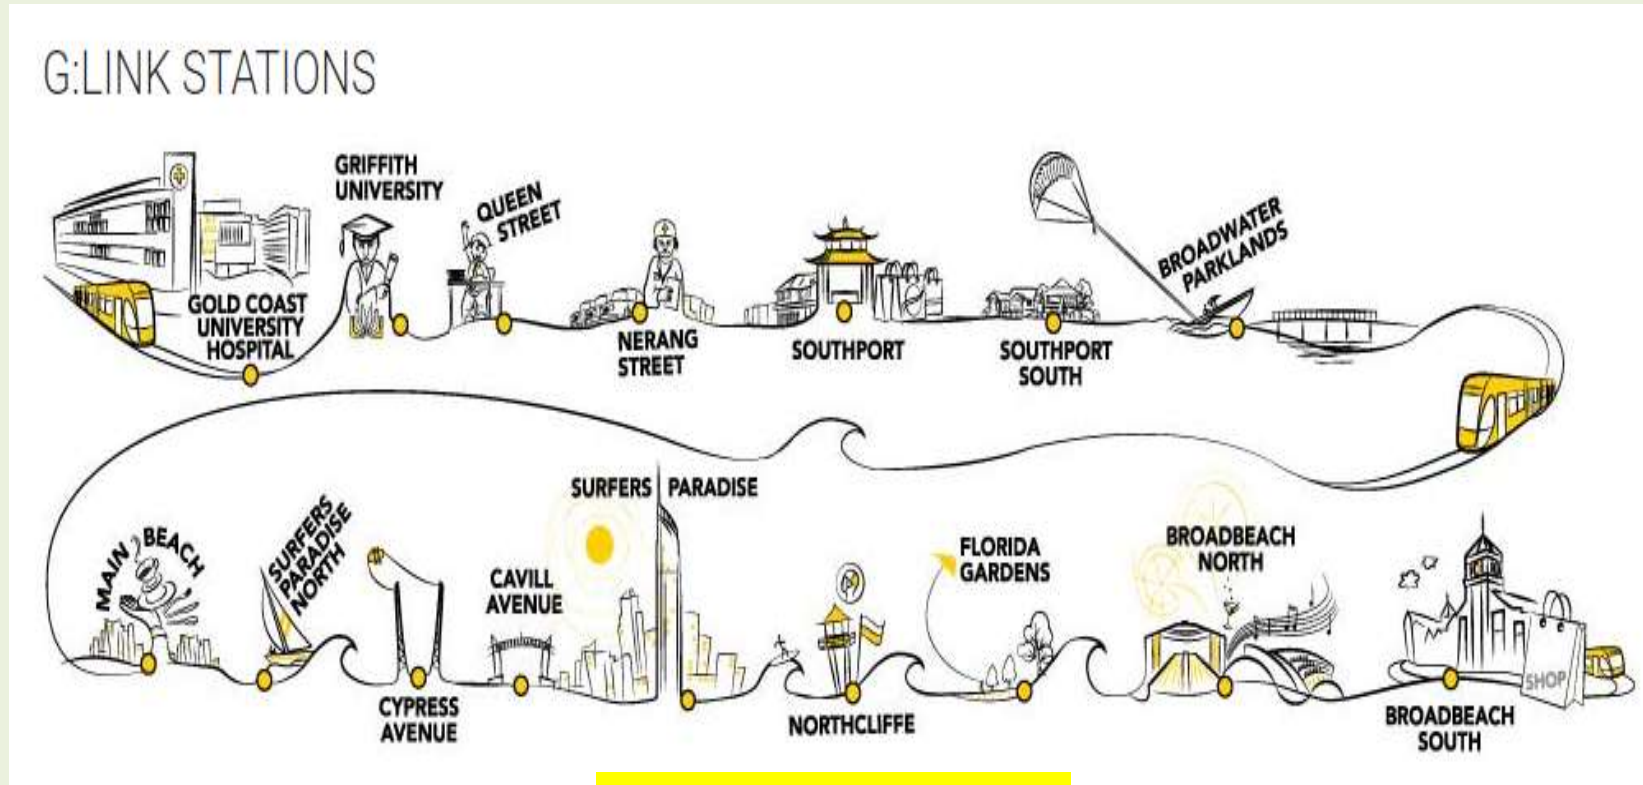 G:LINK STATIONS
GRIFFITH
UNIVERSITY
QUEEN
STREET
BROADWATER
PARKLANDS
GOLD COAST
UNIVERSITY
HOSPITAL
NERANG
STREET
SOUTHPORT
SOUTHPORT
SOUTH
MAIN BEACH
SURFERS
PARADISE
NORTH
CYPRESS
AVENUE
CAVILL
AVENUE
SURFERS PARADISE
NORTHCLIFFE
FLORIDA
GARDENS
BROADBEACH
NORTH
SHOP
BROADBEACH
SOUTH